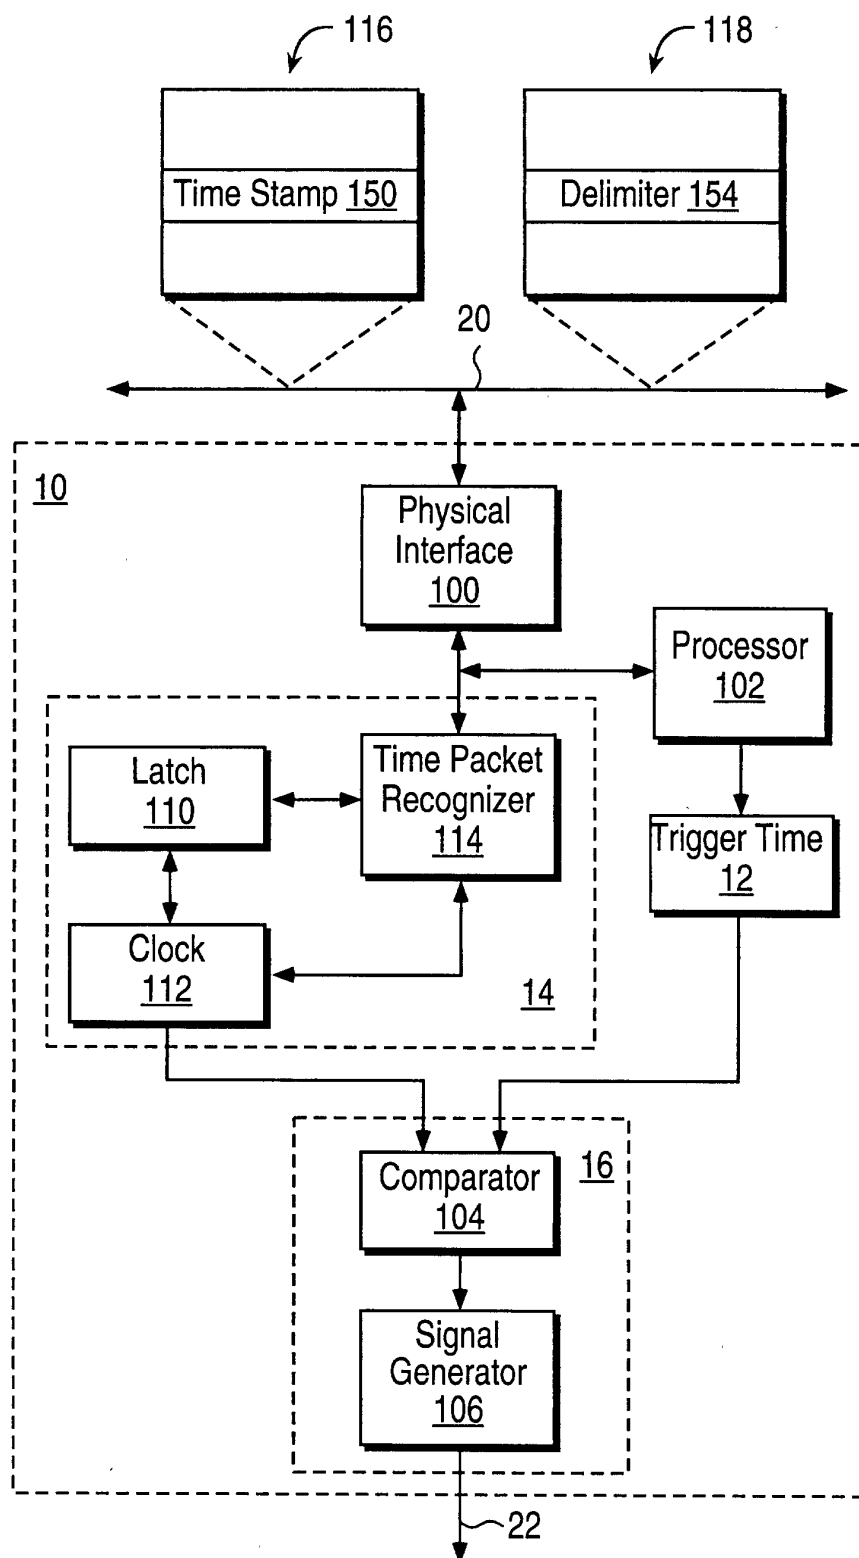 116
118
Time Stamp 150
Delimiter 154
20
10
Physical
Interface
100
Processor
102
Latch
110
Time Packet
Recognizer
114
Trigger Time
12
Clock
112
14
Comparator
104
16
Signal
Generator
106
22